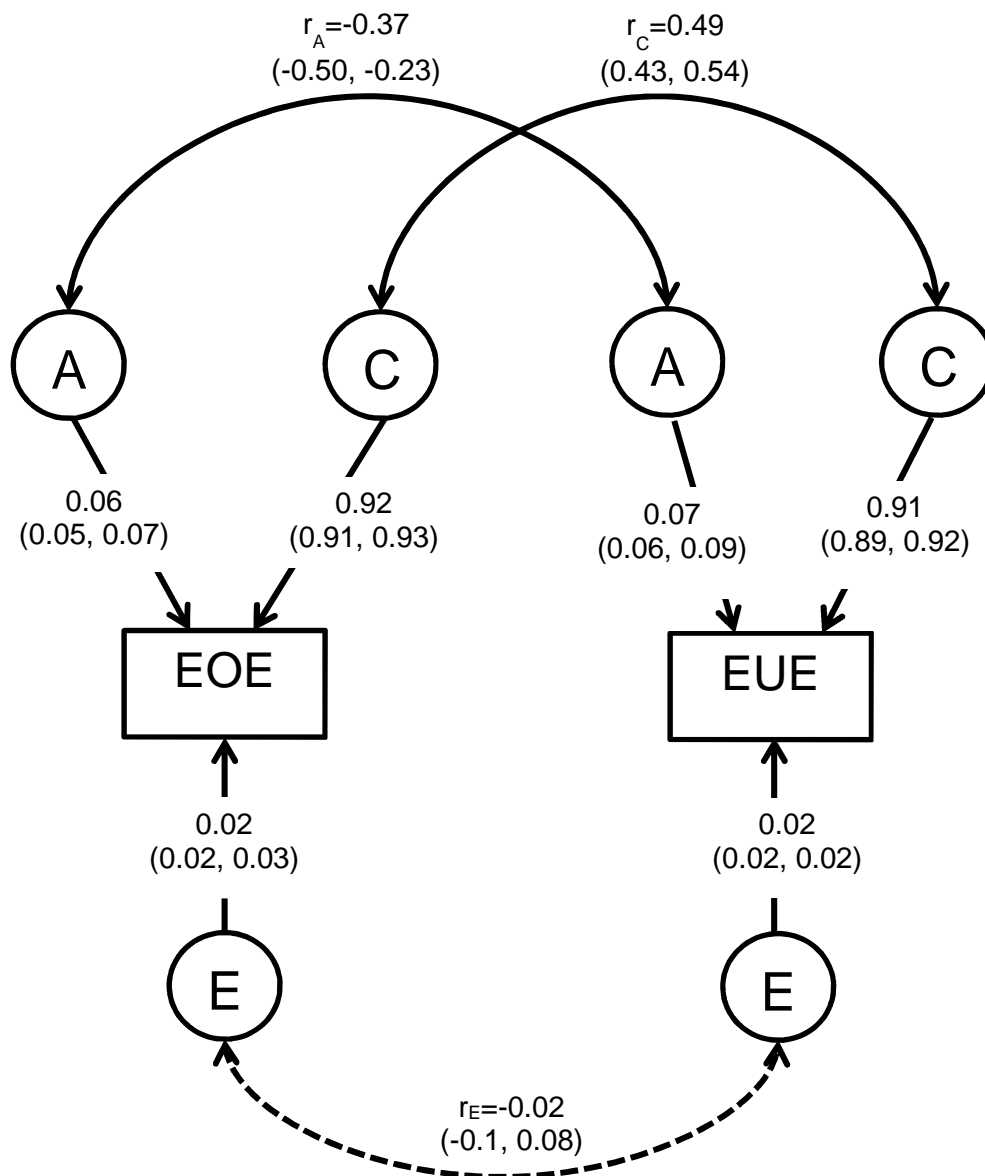 r_A=-0.37
(-0.50, -0.23)
r_C=0.49
(0.43, 0.54)
A
C
A
C
0.06
(0.05, 0.07)
0.92
(0.91, 0.93)
0.07
(0.06, 0.09)
0.91
(0.89, 0.92)
EOE
EUE
0.02
(0.02, 0.03)
0.02
(0.02, 0.02)
E
E
r_E=-0.02
(-0.1, 0.08)